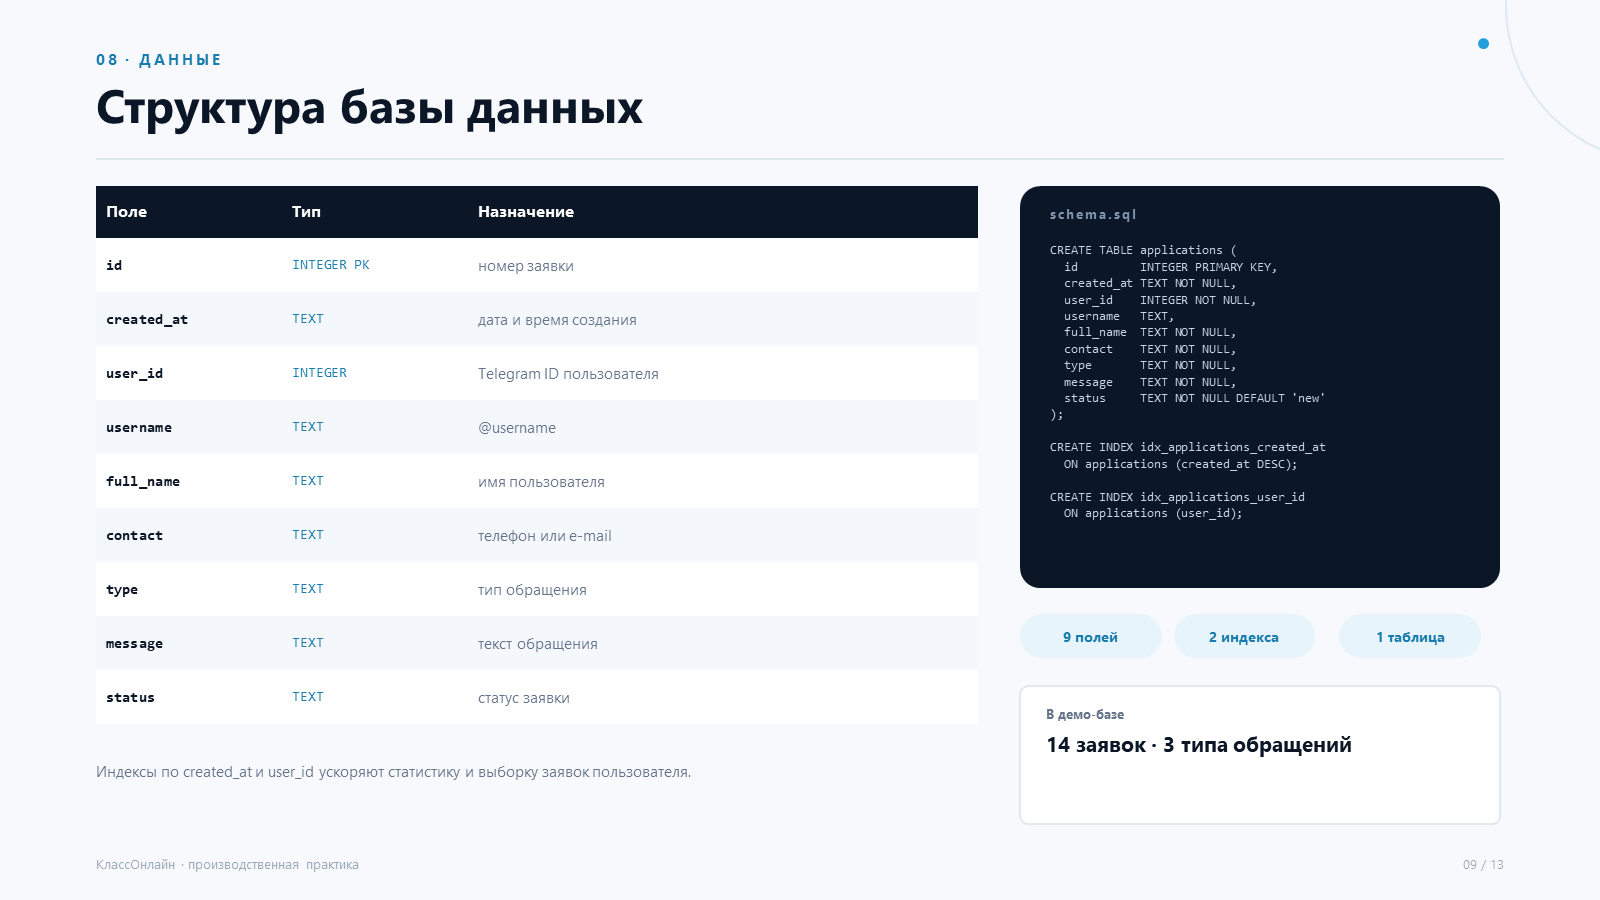 08 · ДАННЫЕ
Структура базы данных
Поле Тип Назначение
id INTEGER PK номер заявки
created_at TEXT дата и время создания
user_id INTEGER Telegram ID пользователя
username TEXT @username
full_name TEXT имя пользователя
contact TEXT телефон или e-mail
type TEXT тип обращения
message TEXT текст обращения
status TEXT статус заявки
Индексы по created_at и user_id ускоряют статистику и выборку заявок пользователя.
schema.sql
CREATE TABLE applications (
  id         INTEGER PRIMARY KEY,
  created_at TEXT NOT NULL,
  user_id    INTEGER NOT NULL,
  username   TEXT,
  full_name  TEXT NOT NULL,
  contact    TEXT NOT NULL,
  type       TEXT NOT NULL,
  message    TEXT NOT NULL,
  status     TEXT NOT NULL DEFAULT 'new'
);
CREATE INDEX idx_applications_created_at
  ON applications (created_at DESC);
CREATE INDEX idx_applications_user_id
  ON applications (user_id);
9 полей 2 индекса 1 таблица
В демо-базе
14 заявок · 3 типа обращений
КлассОнлайн · производственная практика
09 / 13